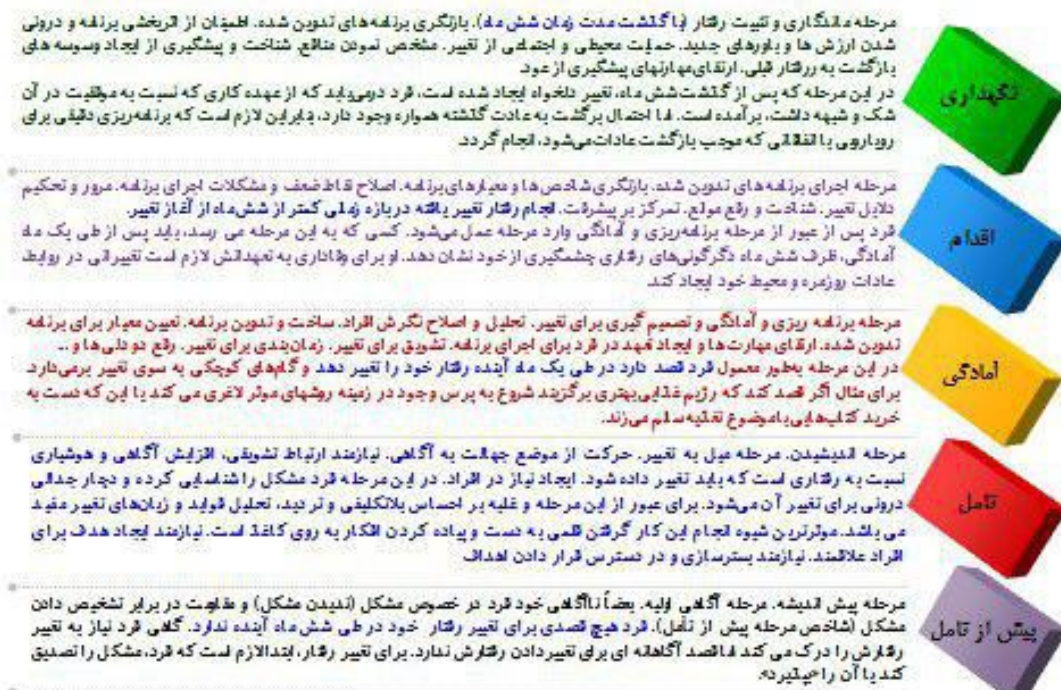 مرحله ماندگاری و تثبیت رفتار (با گذشت مدت زمان شش ماه). بازنگری برنامه های تدوین شده. اطمینان از اثربخشی برنامه و درونی
شدن ارزش ها و باورهای جدید. حمایت محیطی و اجتماعی از تغییر. مشخص نمودن منافع، شناخت و پیشگیری از ایجاد وسوسه های
بازگشت به رفتار قبلی. ارتقای مهارتهای پیشگیری از عود.
نگهداری
در این مرحله که پس از گذشت شش ماه، تغییر دلخواه ایجاد شده است، فرد درمی‌یابد که از عهده کاری که نسبت به موفقیت در آن
شک و شبهه داشت، برآمده است. اما احتمال برگشت به عادت گذشته همواره وجود دارد، بنابراین لازم است که برنامه‌ریزی دقیقی برای
رویارویی با اتفاقاتی که موجب بازگشت عادات می‌شود، انجام گردد.
مرحله اجرای برنامه های تدوین شده. بازنگری شاخص ها و معیارهای برنامه. اصلاح نقاط ضعف و مشکلات اجرای برنامه. مرور و تحکیم
دلایل تغییر. شناخت و رفع موانع. تمرکز بر پیشرفت. انجام رفتار تغییر یافته در بازه زمانی کمتر از شش ماه از آغاز تغییر.
اقدام
فرد پس از عبور از مرحله برنامه‌ریزی و آمادگی وارد مرحله عمل می‌شود. کسی که به این مرحله می رسد، باید پس از طی یک ماه
آمادگی، ظرف شش ماه دگرگونی‌های رفتاری چشمگیری از خود نشان دهد. او برای وفاداری به تعهداتش لازم است تغییراتی در روابط،
عادات روزمره و محیط خود ایجاد کند.
مرحله برنامه ریزی و آمادگی و تصمیم گیری برای تغییر. تحلیل و اصلاح نگرش افراد. ساخت و تدوین برنامه. تعیین معیار برای برنامه
تدوین شده. ارتقای مهارت ها و ایجاد تعهد در فرد برای اجرای برنامه. تشویق برای تغییر. زمان‌بندی برای تغییر. رفع دودلی ها و ...
در این مرحله به‌طور معمول فرد قصد دارد در طی یک ماه آینده رفتار خود را تغییر دهد و گام‌های کوچکی به سوی تغییر برمی‌دارد.
آمادگی
برای مثال اگر قصد کند که رژیم غذایی بهتری برگزیند شروع به پرس وجود در زمینه روشهای موثر لاغری می کند یا این که دست به
خرید کتاب‌هایی با موضوع تغذیه سالم می‌زند.
مرحله اندیشیدن. مرحله میل به تغییر. حرکت از موضع جهالت به آگاهی. نیازمند ارتباط تشویقی، افزایش آگاهی و هوشیاری
نسبت به رفتاری است که باید تغییر داده شود. ایجاد نیاز در افراد. در این مرحله فرد مشکل را شناسایی کرده و دچار جدالی
درونی برای تغییر آن می‌شود. برای عبور از این مرحله و غلبه بر احساس بلاتکلیفی و تردید، تحلیل فواید و زیان‌های تغییر مفید
تامل
می باشد. موثرترین شیوه انجام این کار گرفتن قلمی به دست و پیاده کردن افکار به روی کاغذ است. نیازمند ایجاد هدف برای
افراد علاقمند. نیازمند بسترسازی و در دسترس قرار دادن اهداف.
مرحله پیش اندیشه. مرحله آگاهی اولیه. بعضاً ناآگاهی خود فرد در خصوص مشکل (ندیدن مشکل) و مقاومت در برابر تشخیص دادن
مشکل (شاخص مرحله پیش از تأمل). فرد هیچ قصدی برای تغییر رفتار خود در طی شش ماه آینده ندارد. گاهی فرد نیاز به تغییر
پیش از تامل
رفتارش را درک می کند اما قصد آگاهانه ای برای تغییر دادن رفتارش ندارد. برای تغییر رفتار، ابتدا لازم است که فرد، مشکل را تصدیق
کند یا آن را